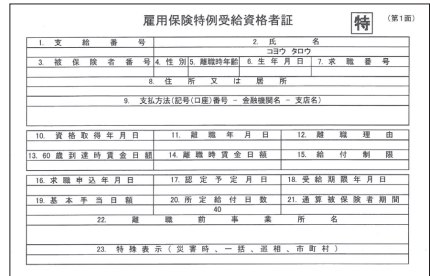 雇用保険特例受給資格者証 特 (第1面)
1. 支給番号 2. 氏名
コヨウ タロウ
3. 被保険者番号 4. 性別 5. 離職時年齢 6. 生年月日 7. 求職番号
8. 住所又は居所
9. 支払方法(記号(口座)番号 - 金融機関名 - 支店名)
10. 資格取得年月日 11. 離職年月日 12. 離職理由
13. 60歳到達時賃金日額 14. 離職時賃金日額 15. 給付制限
16. 求職申込年月日 17. 認定予定月日 18. 受給期限年月日
19. 基本手当日額 20. 所定給付日数 21. 通算被保険者期間
40
22. 離職前事業所名
23. 特殊表示(災害時、一括、巡相、市町村)